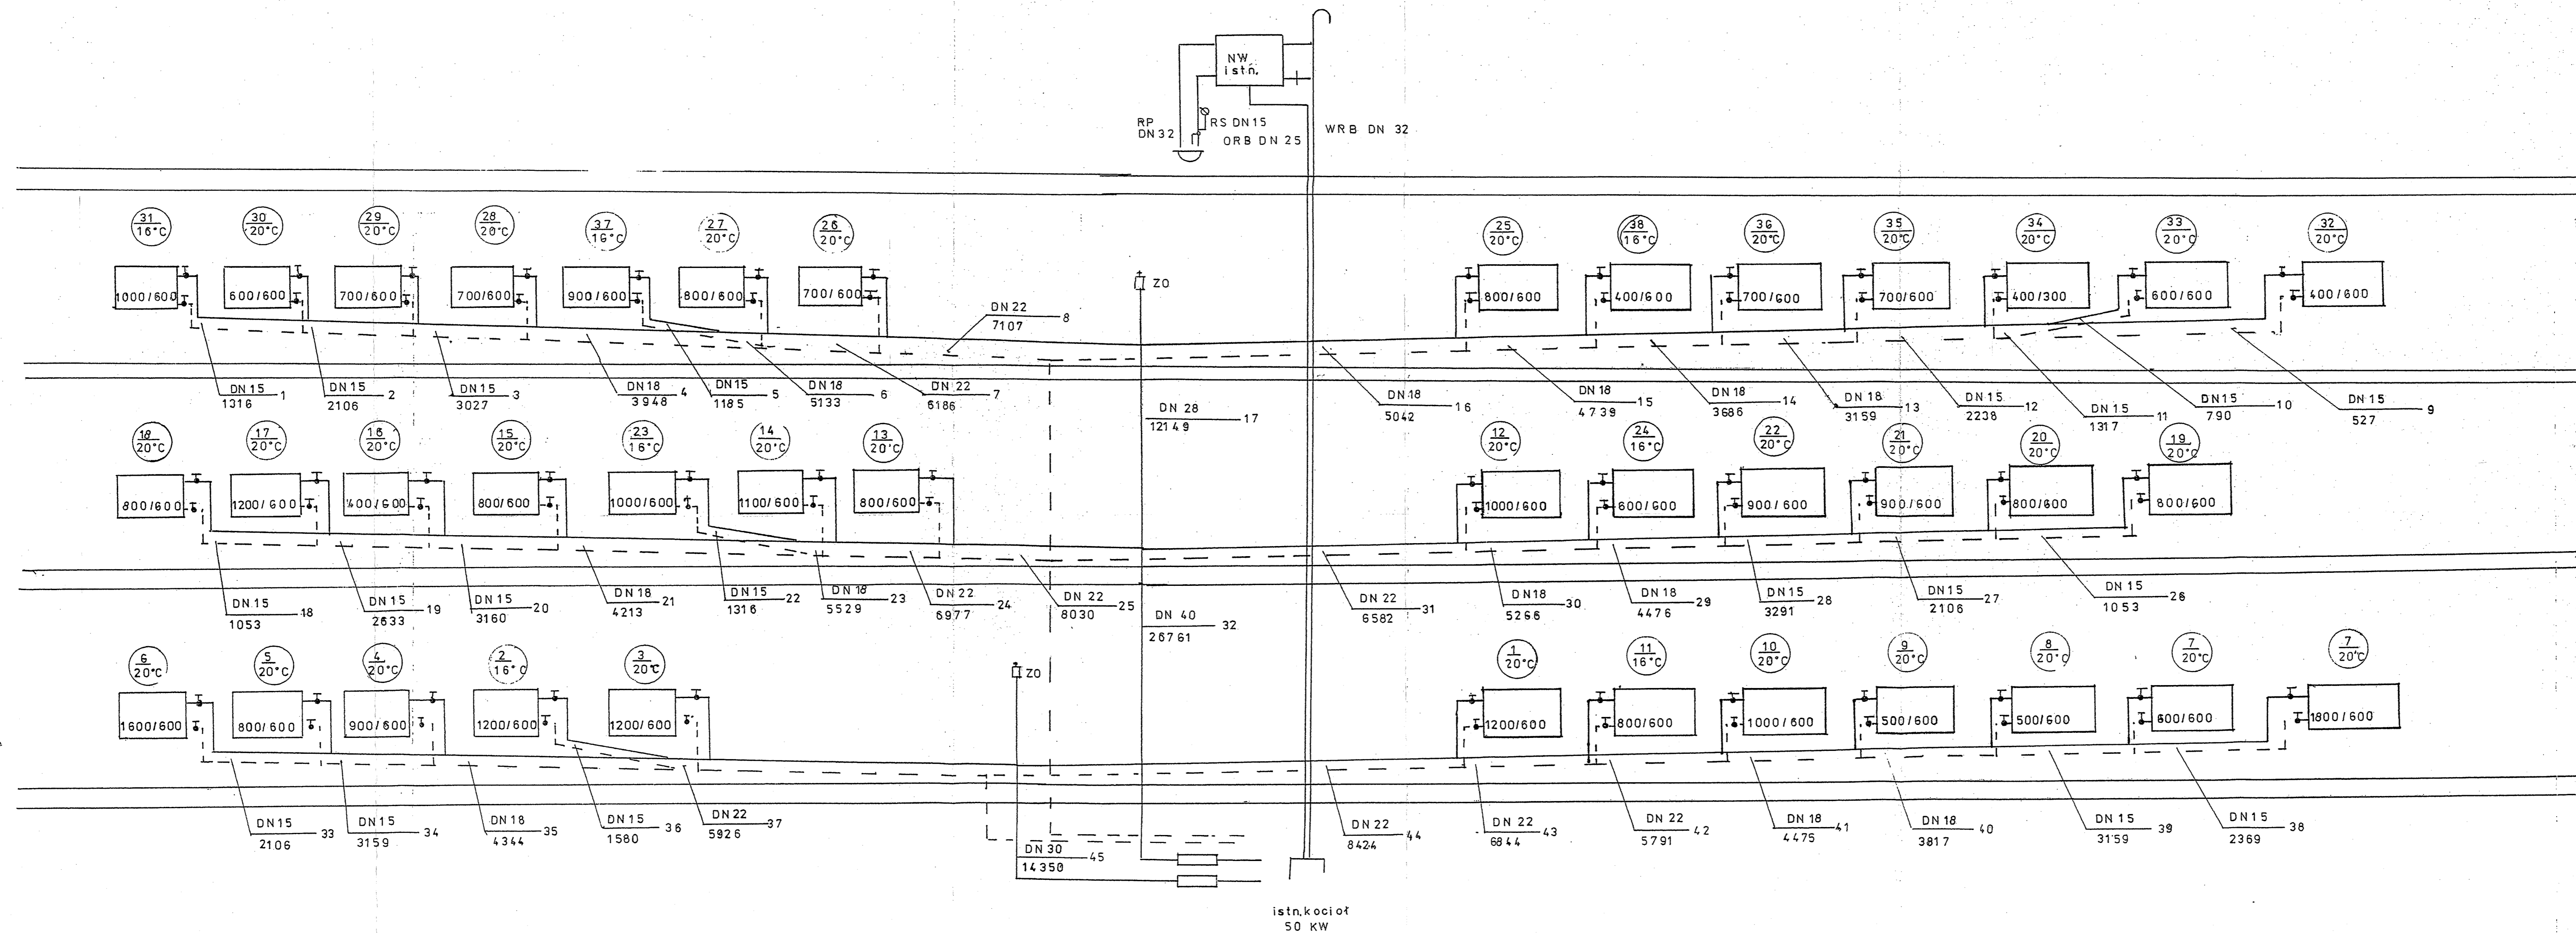 NW
istń.
RP
DN 32
RS DN 15
ORB DN 25
WRB DN 32
31
16°C
30
20°C
29
20°C
28
20°C
37
16°C
27
20°C
26
20°C
25
20°C
38
16°C
36
20°C
35
20°C
34
20°C
33
20°C
32
20°C
1000/600
600/600
700/600
700/600
900/600
800/600
700/600
ZO
800/600
400/600
700/600
700/600
400/300
600/600
400/600
DN 22
7107
8
DN 15
1316
1
DN 15
2106
2
DN 15
3027
3
DN 18
3948
4
DN 15
1185
5
DN 18
5133
6
DN 22
6186
7
DN 28
12149
17
DN 18
5042
16
DN 18
4739
15
DN 18
3686
14
DN 18
3159
13
DN 15
2238
12
DN 15
1317
11
DN 15
790
10
DN 15
527
9
18
20°C
17
20°C
16
20°C
15
20°C
23
16°C
14
20°C
13
20°C
12
20°C
24
16°C
22
20°C
21
20°C
20
20°C
19
20°C
800/600
1200/600
400/600
800/600
1000/600
1100/600
800/600
1000/600
600/600
900/600
900/600
800/600
800/600
DN 15
1053
18
DN 15
2633
19
DN 15
3160
20
DN 18
4213
21
DN 15
1316
22
DN 18
5529
23
DN 22
6977
24
DN 22
8030
25
DN 40
26761
32
DN 22
6582
31
DN 18
5266
30
DN 18
4476
29
DN 15
3291
28
DN 15
2106
27
DN 15
1053
26
6
20°C
5
20°C
4
20°C
2
16°C
3
20°C
ZO
1
20°C
11
16°C
10
20°C
9
20°C
8
20°C
7
20°C
7
20°C
1600/600
800/600
900/600
1200/600
1200/600
1200/600
800/600
1000/600
500/600
500/600
600/600
1800/600
DN 15
2106
33
DN 15
3159
34
DN 18
4344
35
DN 15
1580
36
DN 22
5926
37
DN 30
14350
45
DN 22
8424
44
DN 22
6844
43
DN 22
5791
42
DN 18
4475
41
DN 18
3817
40
DN 15
3159
39
DN 15
2369
38
istn.kocioł
50 KW